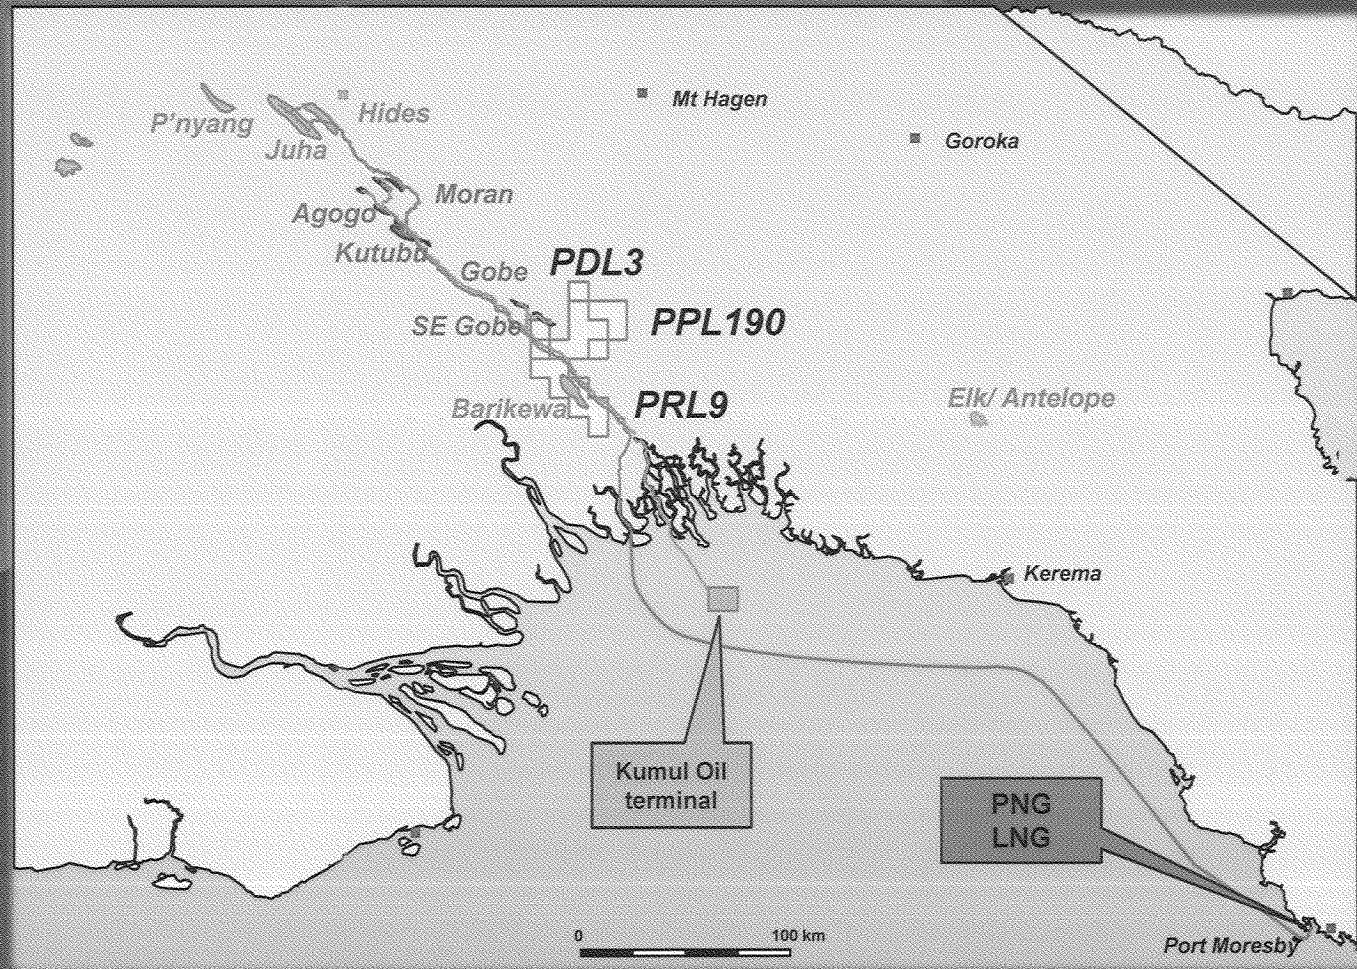 Mt Hagen
Hides
P'nyang
Goroka
Juha
Moran
Agogo
Kutubu
PDL3
Gobe
PPL190
SE Gobe
Elk/ Antelope
PRL9
Barikewa
Kerema
Kumul Oil
terminal
PNG
LNG
0
100 km
Port Moresby